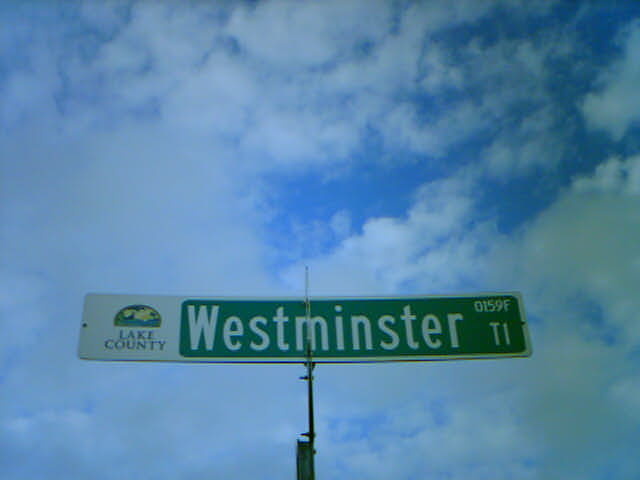 LAKE
COUNTY
Westminster
0159F
Tl